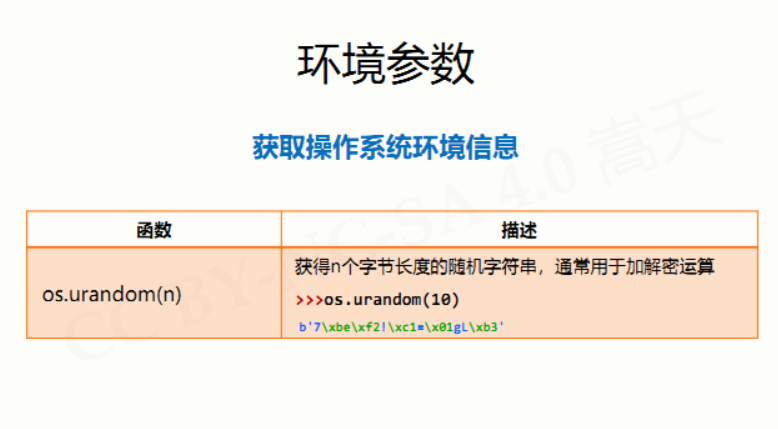 环境参数
获取操作系统环境信息
函数
描述
os.urandom(n)
获得n个字节长度的随机字符串，通常用于加解密运算
>>>os.urandom(10)
b'7\xbe\xf2!\xc1=\x01gL\xb3'
CC BY-NC-SA 4.0 嵩天